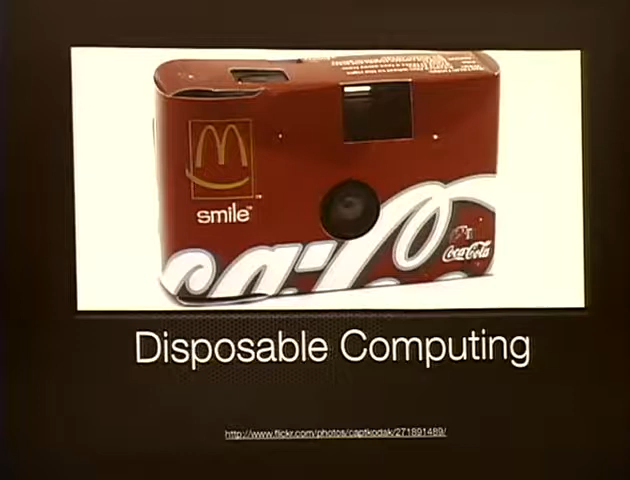 M
smile™
Coca-Cola
Disposable Computing
http://www.flickr.com/photos/captkodak/271891489/